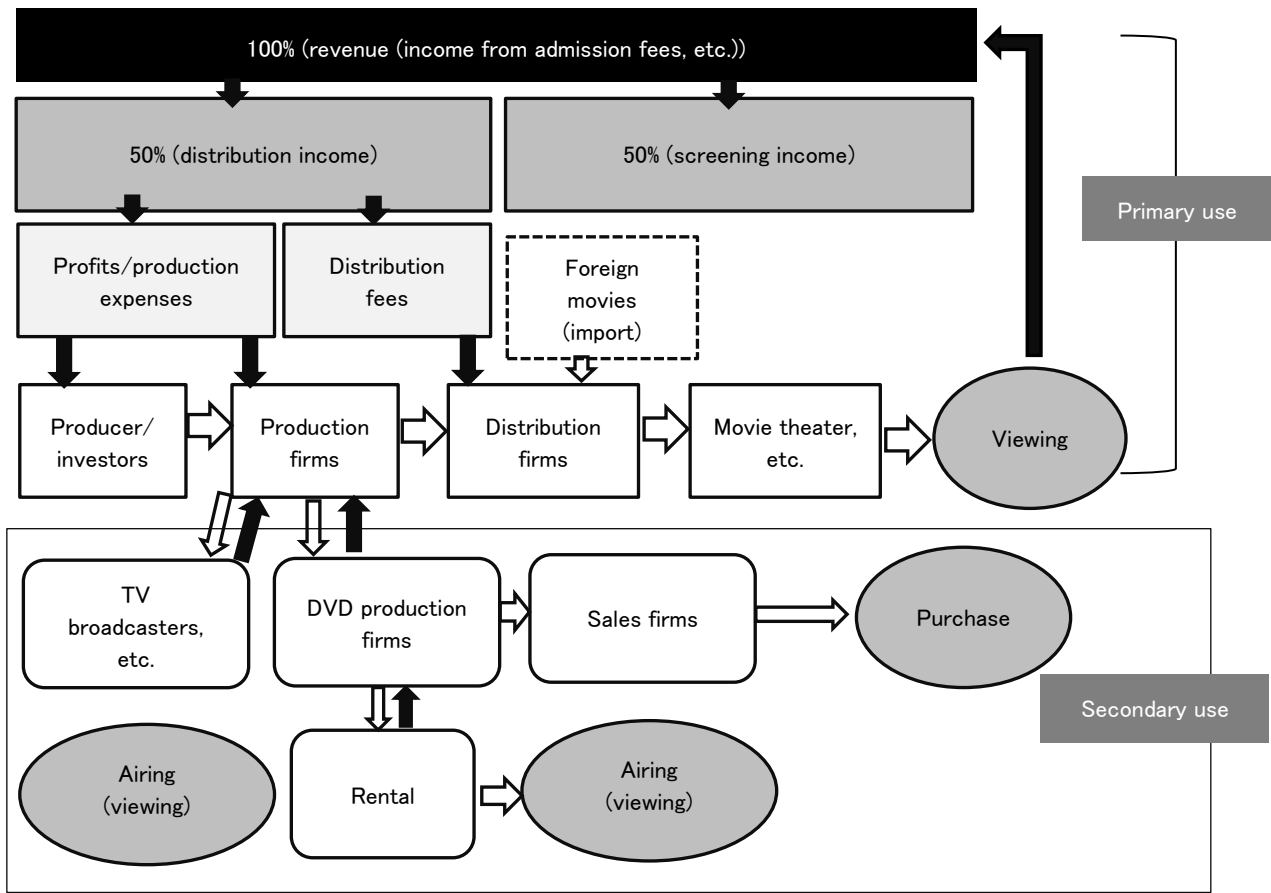 100% (revenue (income from admission fees, etc.))
50% (distribution income)
50% (screening income)
Primary use
Profits/production
expenses
Distribution
fees
Foreign
movies
(import)
Producer/
investors
Production
firms
Distribution
firms
Movie theater,
etc.
Viewing
TV
broadcasters,
etc.
DVD production
firms
Sales firms
Purchase
Secondary use
Airing
(viewing)
Rental
Airing
(viewing)